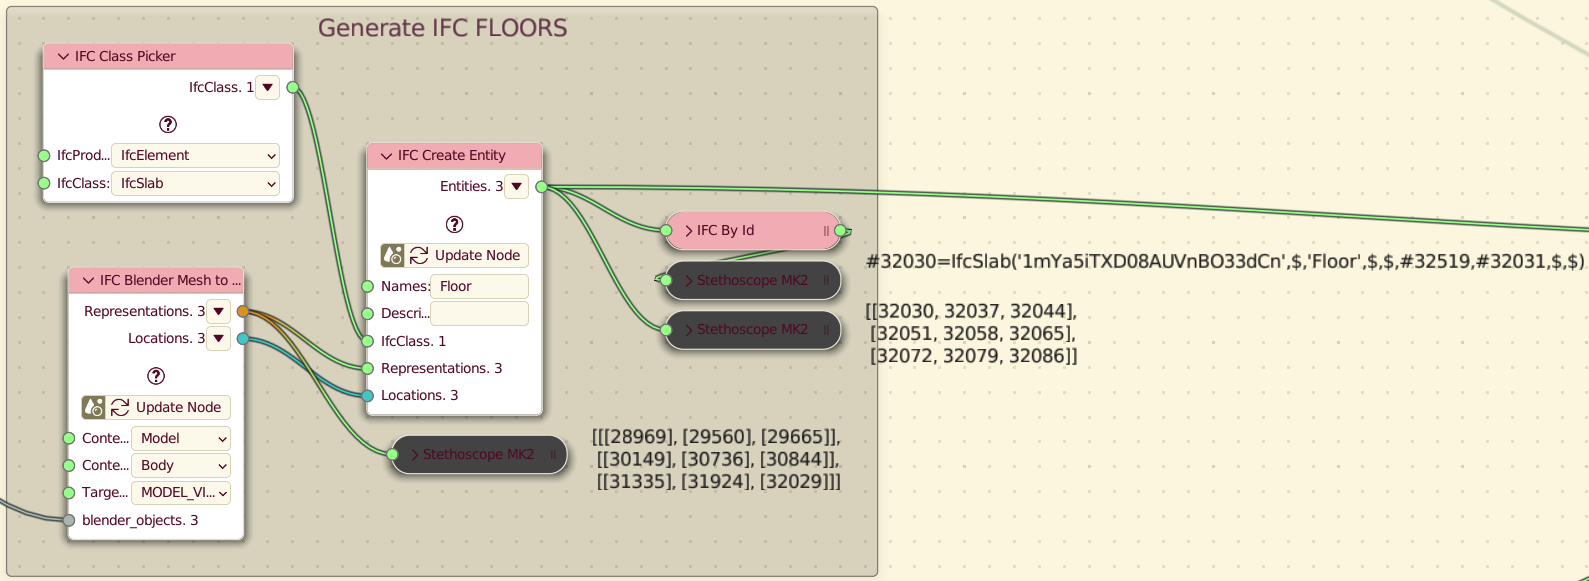 Generate IFC FLOORS
IFC Class Picker
IfcClass. 1
?
IfcProd... IfcElement
IfcClass: IfcSlab
IFC Create Entity
Entities. 3
?
Update Node
Names: Floor
Descri...
IfcClass. 1
Representations. 3
Locations. 3
IFC By Id
Stethoscope MK2
Stethoscope MK2
#32030=IfcSlab('1mYa5iTXD08AUVnBO33dCn',$,'Floor',$,$,#32519,#32031,$,$)
[[32030, 32037, 32044],
[32051, 32058, 32065],
[32072, 32079, 32086]]
IFC Blender Mesh to ...
Representations. 3
Locations. 3
?
Update Node
Conte... Model
Conte... Body
Targe... MODEL_VI...
blender_objects. 3
Stethoscope MK2
[[[28969], [29560], [29665]],
[[30149], [30736], [30844]],
[[31335], [31924], [32029]]]